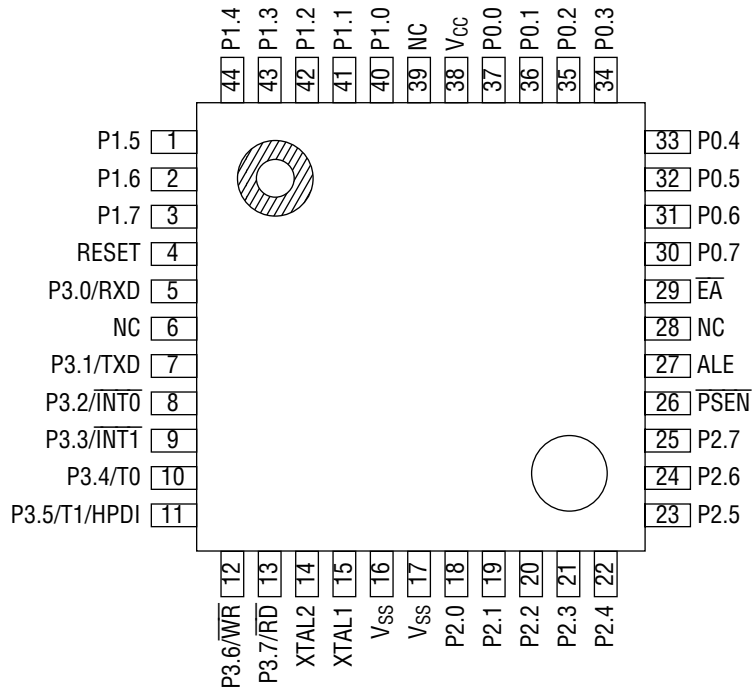 P1.4 P1.3 P1.2 P1.1 P1.0 NC VCC P0.0 P0.1 P0.2 P0.3
44 43 42 41 40 39 38 37 36 35 34
P1.5 1 33 P0.4
P1.6 2 32 P0.5
P1.7 3 31 P0.6
RESET 4 30 P0.7
P3.0/RXD 5 29 E̅A̅
NC 6 28 NC
P3.1/TXD 7 27 ALE
P3.2/I̅N̅T̅0̅ 8 26 P̅S̅E̅N̅
P3.3/I̅N̅T̅1̅ 9 25 P2.7
P3.4/T0 10 24 P2.6
P3.5/T1/HPDI 11 23 P2.5
12 13 14 15 16 17 18 19 20 21 22
P3.6/W̅R̅ P3.7/R̅D̅ XTAL2 XTAL1 VSS VSS P2.0 P2.1 P2.2 P2.3 P2.4